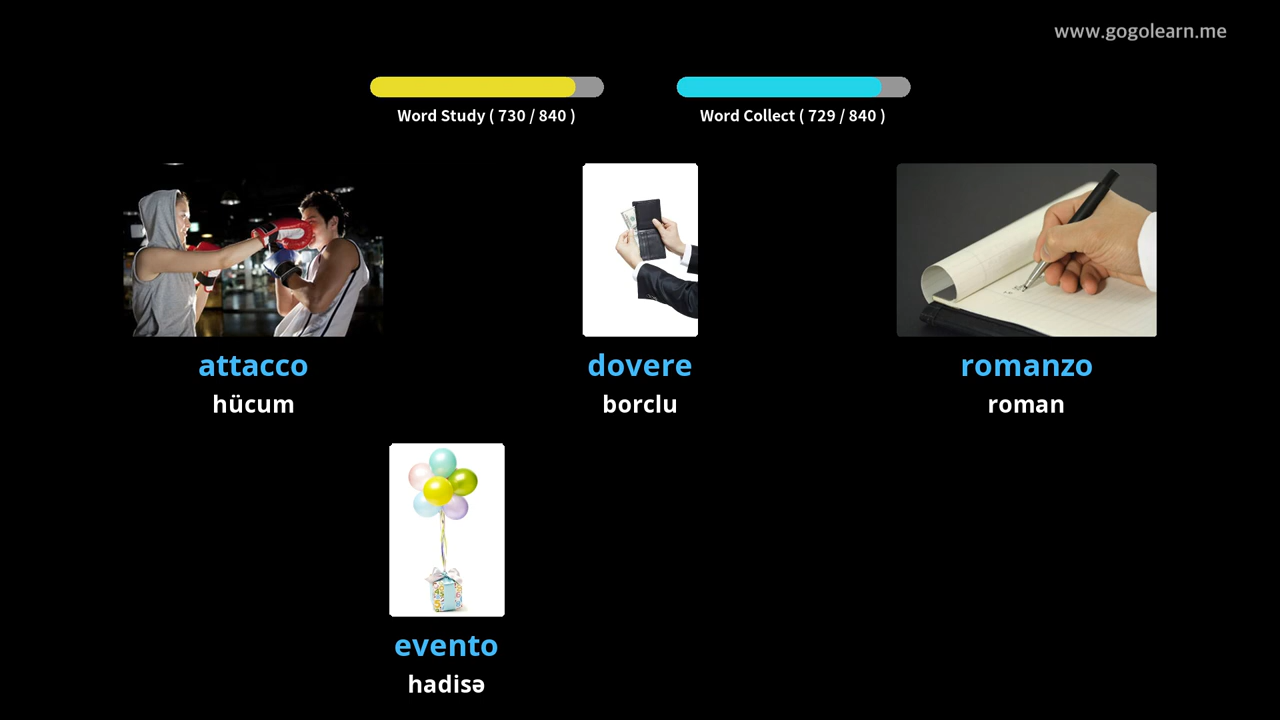 www.gogolearn.me
Word Study ( 730 / 840 )
Word Collect ( 729 / 840 )
attacco
hücum
dovere
borclu
romanzo
roman
evento
hadisə